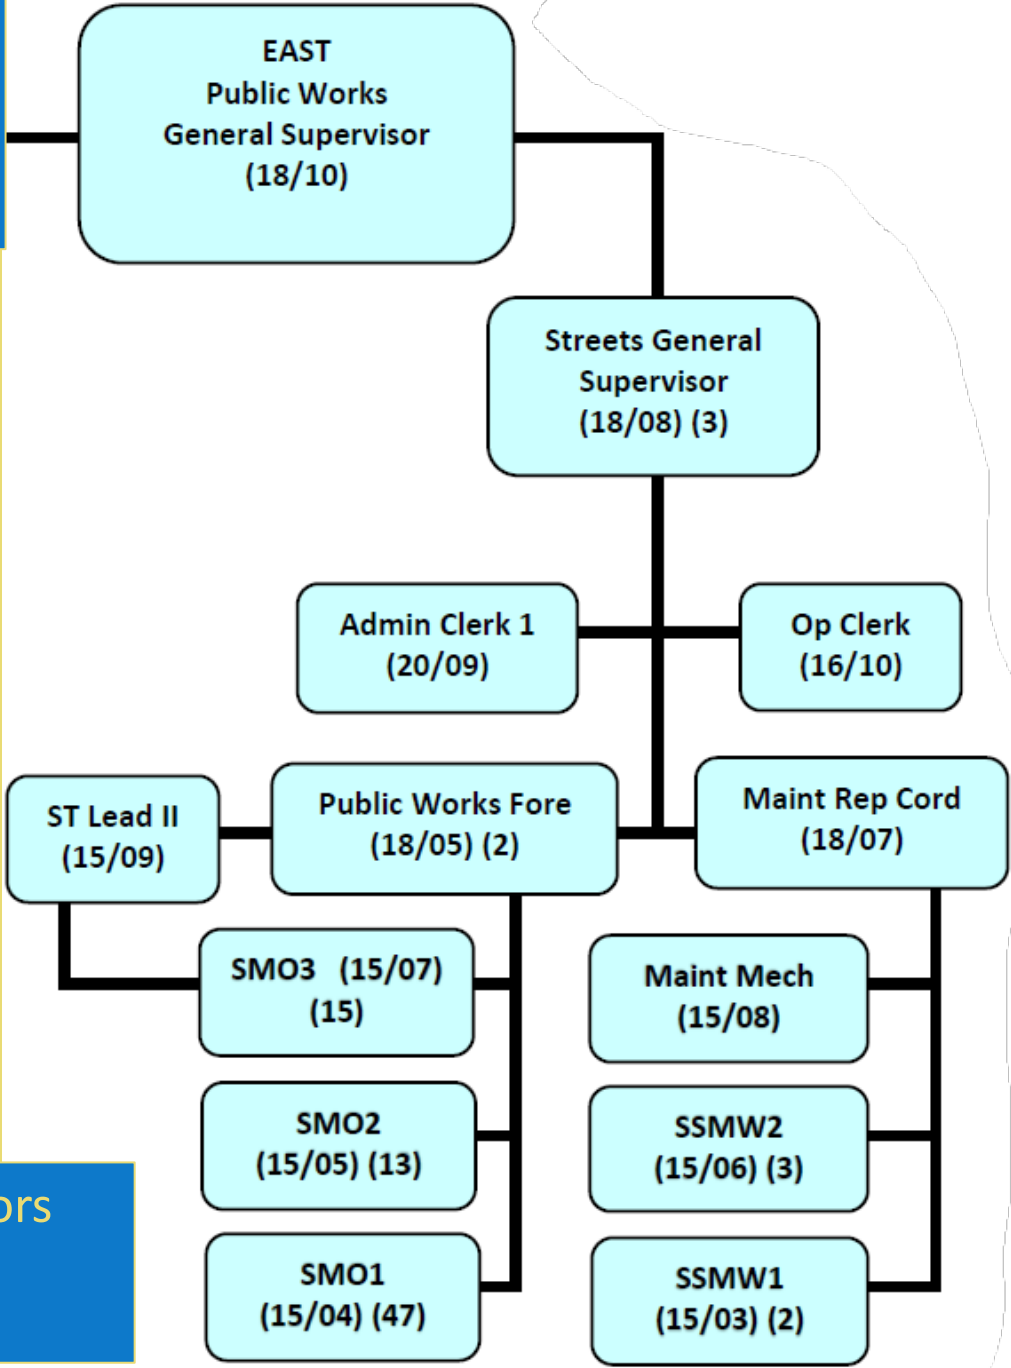 EAST
Public Works
General Supervisor
(18/10)
Streets General
Supervisor
(18/08) (3)
Admin Clerk 1
(20/09)
Op Clerk
(16/10)
ST Lead II
(15/09)
Public Works Fore
(18/05) (2)
Maint Rep Cord
(18/07)
SMO3 (15/07)
(15)
Maint Mech
(15/08)
SMO2
(15/05) (13)
SSMW2
(15/06) (3)
ors
SMO1
(15/04) (47)
SSMW1
(15/03) (2)